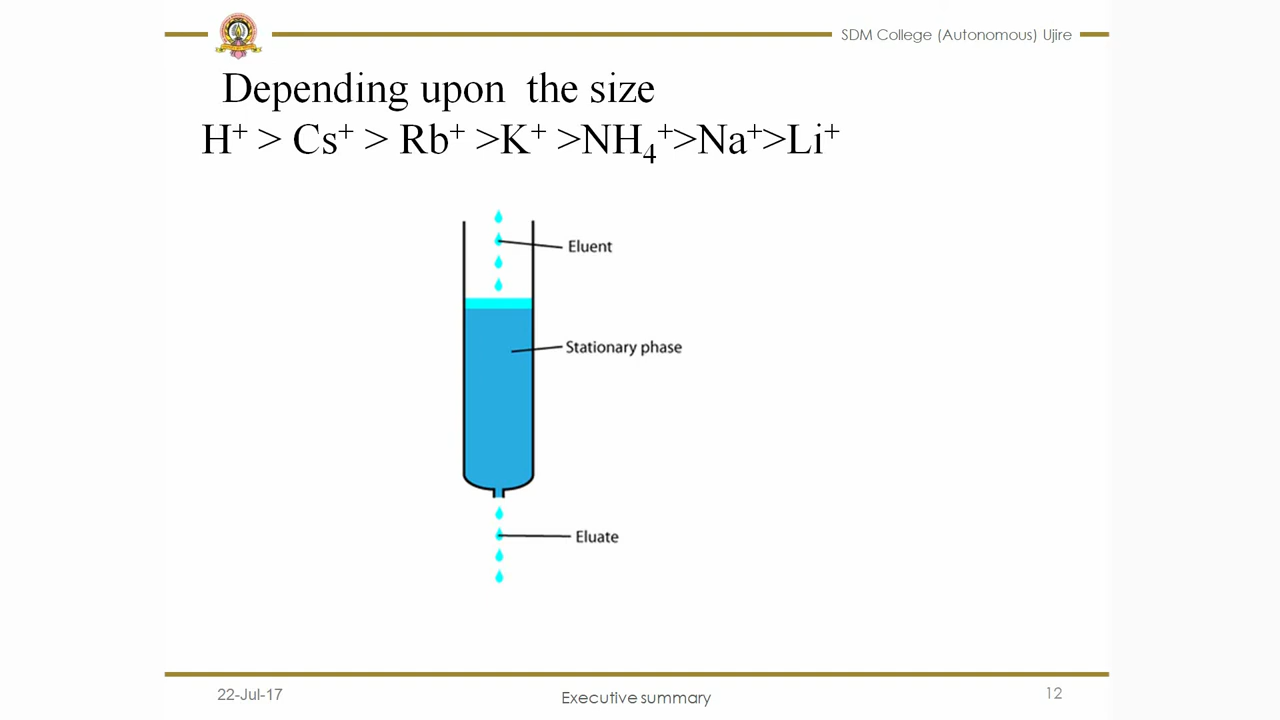 SDM College (Autonomous) Ujire
Depending upon the size
H⁺ > Cs⁺ > Rb⁺ >K⁺ >NH₄⁺>Na⁺>Li⁺
Eluent
Stationary phase
Eluate
22-Jul-17
Executive summary
12